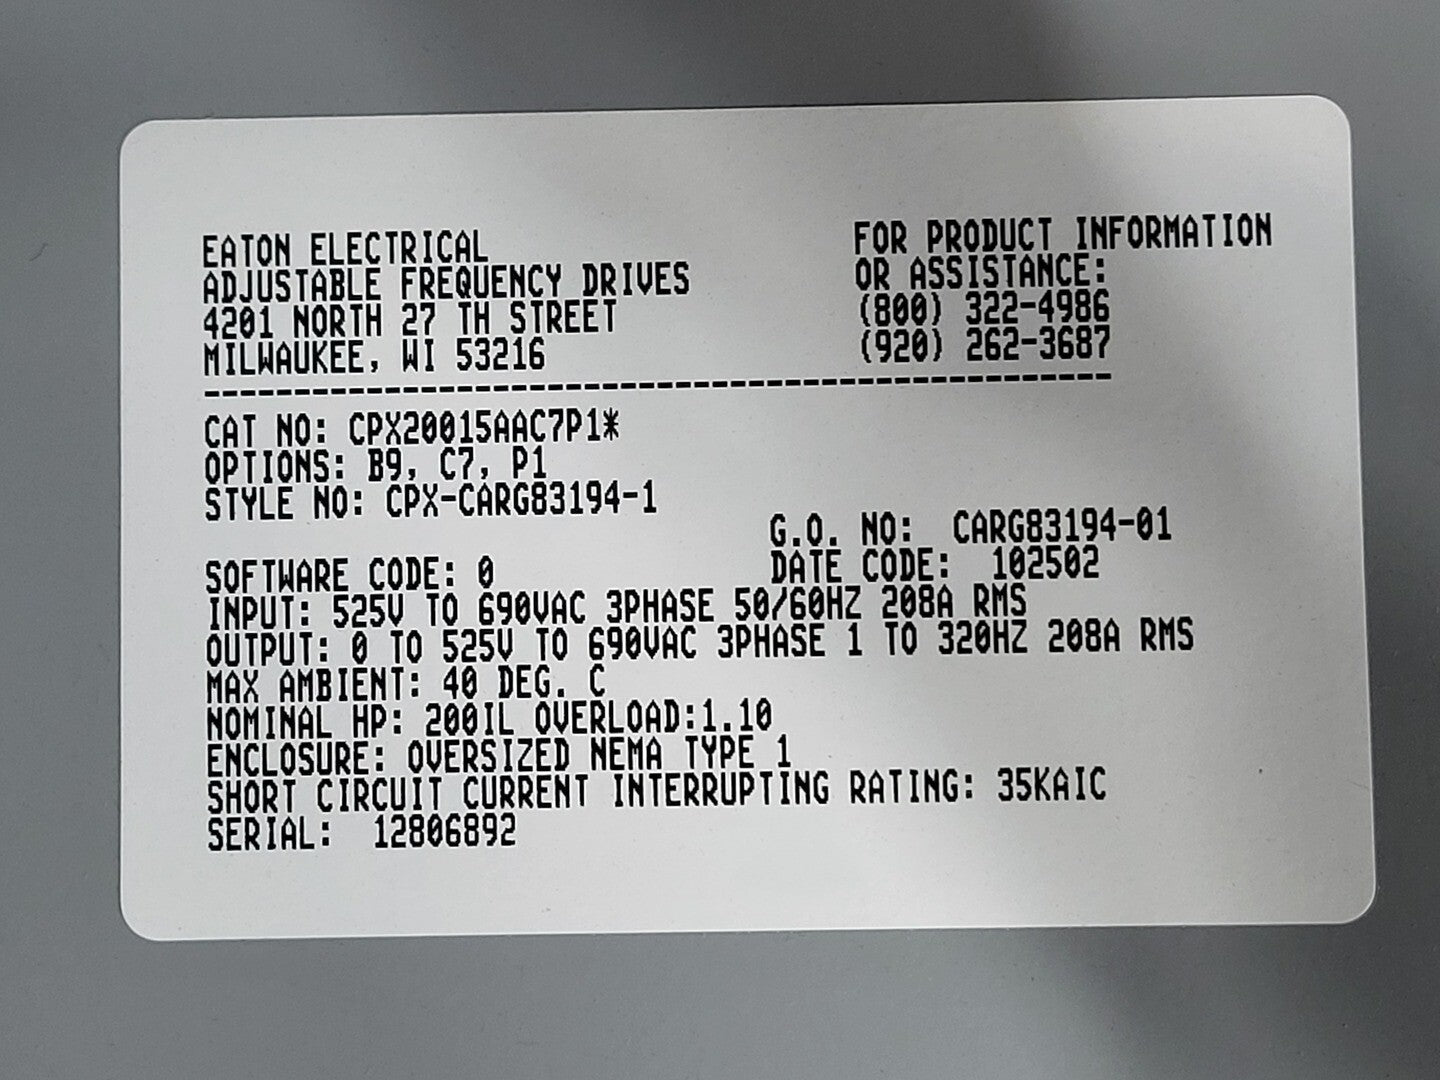 EATON ELECTRICAL
ADJUSTABLE FREQUENCY DRIVES
4201 NORTH 27 TH STREET
MILWAUKEE, WI 53216
FOR PRODUCT INFORMATION
OR ASSISTANCE:
(800) 322-4986
(920) 262-3687
--------------------------------------------------
CAT NO: CPX20015AAC7P1*
OPTIONS: B9, C7, P1
STYLE NO: CPX-CARG83194-1
G.O. NO: CARG83194-01
SOFTWARE CODE: 0 DATE CODE: 102502
INPUT: 525V TO 690VAC 3PHASE 50/60HZ 208A RMS
OUTPUT: 0 TO 525V TO 690VAC 3PHASE 1 TO 320HZ 208A RMS
MAX AMBIENT: 40 DEG. C
NOMINAL HP: 200IL OVERLOAD:1.10
ENCLOSURE: OVERSIZED NEMA TYPE 1
SHORT CIRCUIT CURRENT INTERRUPTING RATING: 35KAIC
SERIAL: 12806892